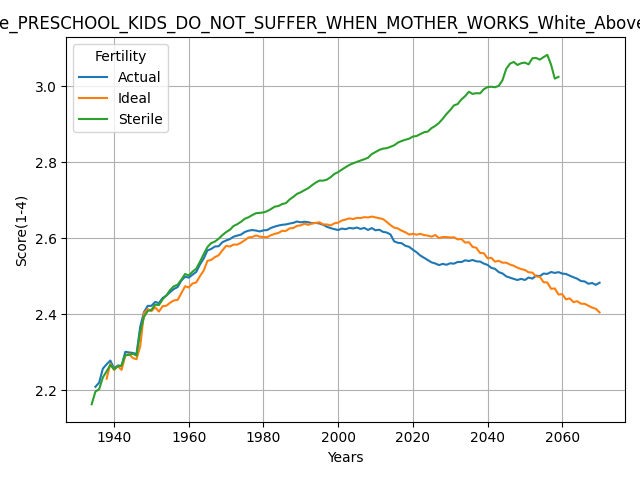 e_PRESCHOOL_KIDS_DO_NOT_SUFFER_WHEN_MOTHER_WORKS_White_Above
Fertility
Actual
Ideal
Sterile
Score(1-4)
3.0
2.8
2.6
2.4
2.2
1940 1960 1980 2000 2020 2040 2060
Years